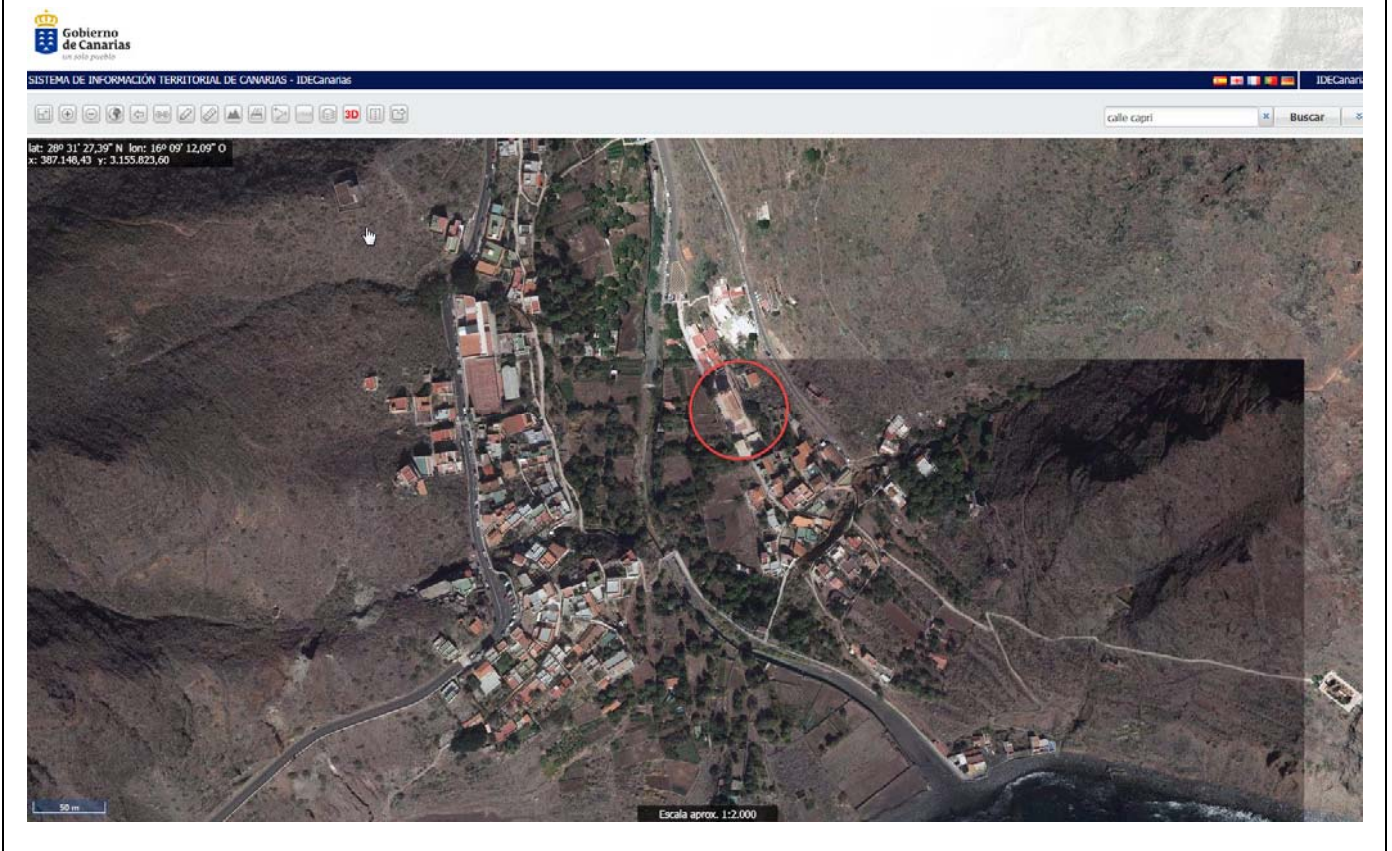 Gobierno
de Canarias
un solo pueblo
SISTEMA DE INFORMACIÓN TERRITORIAL DE CANARIAS - IDECanarias
IDECanaria
3D
calle capri
Buscar
lat: 28º 31' 27,39" N lon: 16º 09' 12,09" O
x: 387.148,43 y: 3.155.823,60
50 m
Escala aprox. 1:2.000